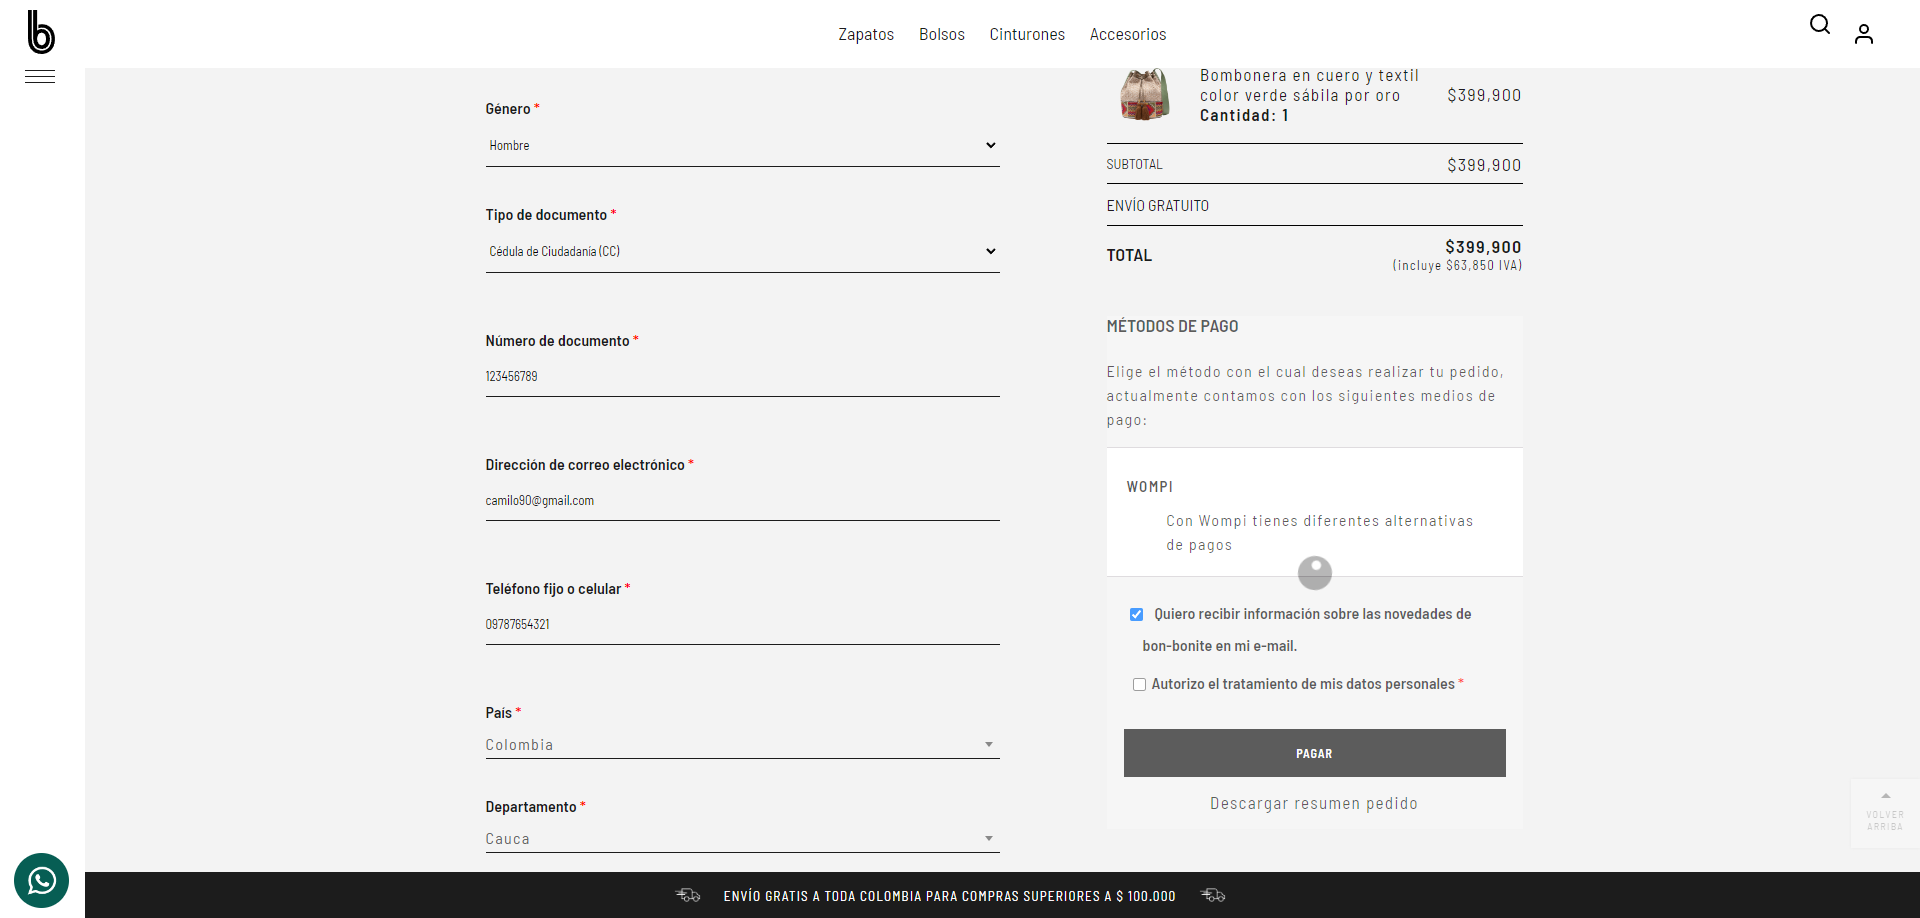 b
Zapatos Bolsos Cinturones Accesorios
Género *
Hombre
Tipo de documento *
Cédula de Ciudadanía (CC)
Número de documento *
123456789
Dirección de correo electrónico *
camilo90@gmail.com
Teléfono fijo o celular *
09787654321
País *
Colombia
Departamento *
Cauca
Bombonera en cuero y textil
color verde sábila por oro
Cantidad: 1
$399,900
SUBTOTAL $399,900
ENVÍO GRATUITO
TOTAL $399,900
(incluye $63,850 IVA)
MÉTODOS DE PAGO
Elige el método con el cual deseas realizar tu pedido,
actualmente contamos con los siguientes medios de
pago:
WOMPI
Con Wompi tienes diferentes alternativas
de pagos
Quiero recibir información sobre las novedades de
bon-bonite en mi e-mail.
Autorizo el tratamiento de mis datos personales *
PAGAR
Descargar resumen pedido
VOLVER
ARRIBA
ENVÍO GRATIS A TODA COLOMBIA PARA COMPRAS SUPERIORES A $ 100.000